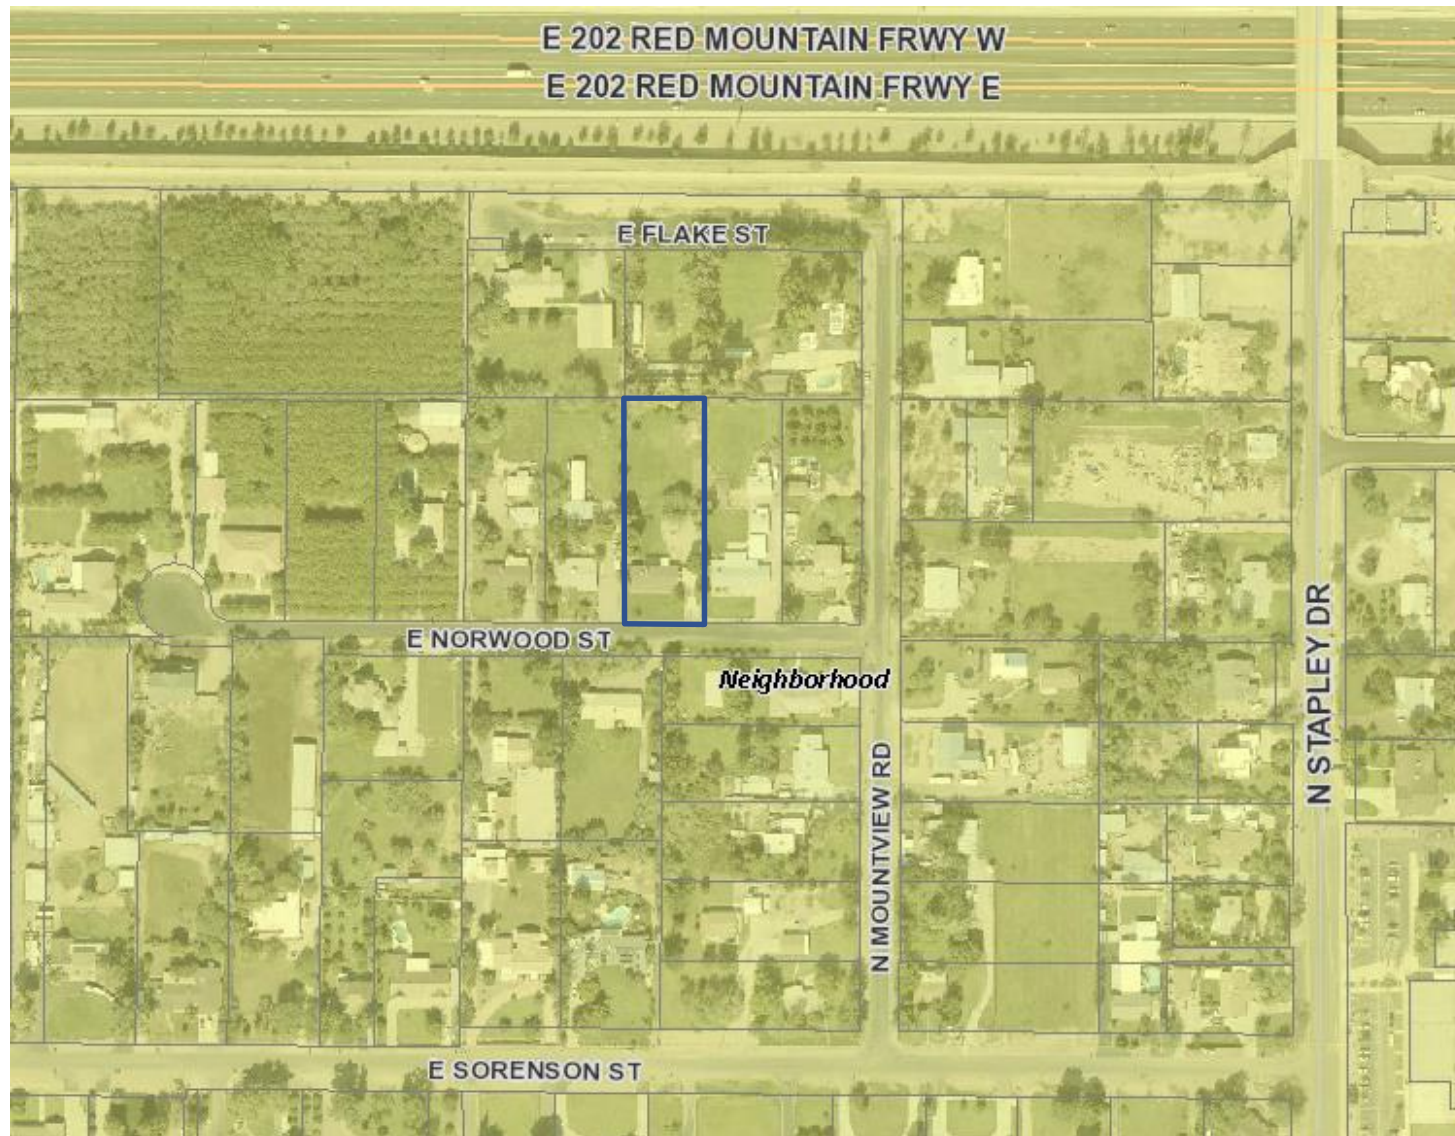 E 202 RED MOUNTAIN FRWY W
E 202 RED MOUNTAIN FRWY E
E FLAKE ST
E NORWOOD ST
Neighborhood
N STAPLEY DR
N MOUNTVIEW RD
E SORENSON ST